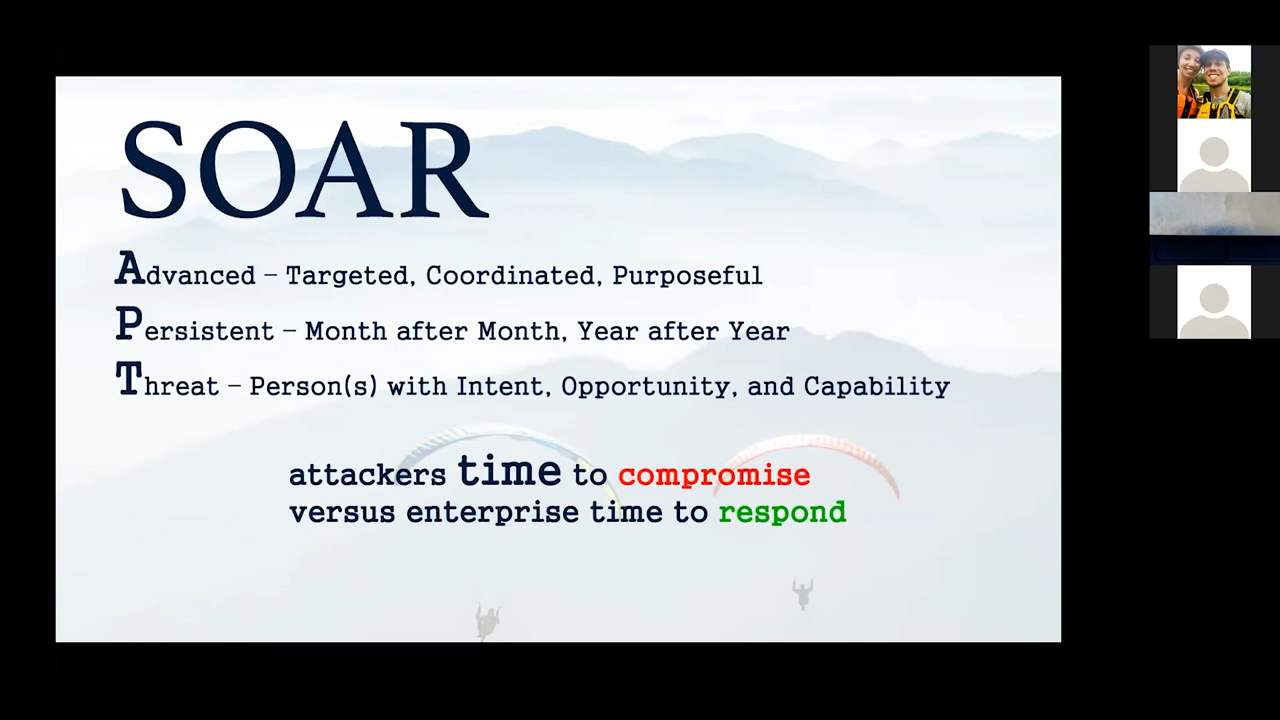 SOAR
Advanced – Targeted, Coordinated, Purposeful
Persistent – Month after Month, Year after Year
Threat – Person(s) with Intent, Opportunity, and Capability
attackers time to compromise
versus enterprise time to respond